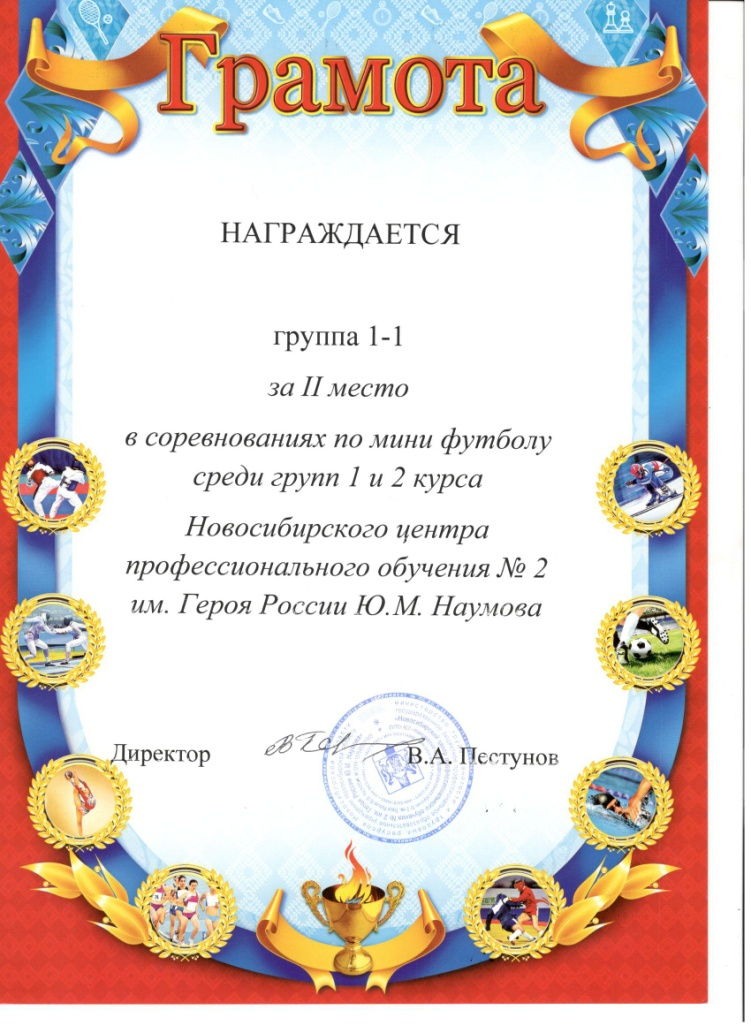 Грамота
НАГРАЖДАЕТСЯ
группа 1-1
за II место
в соревнованиях по мини футболу
среди групп 1 и 2 курса
Новосибирского центра
профессионального обучения № 2
им. Героя России Ю.М. Наумова
Директор
В.А. Пестунов